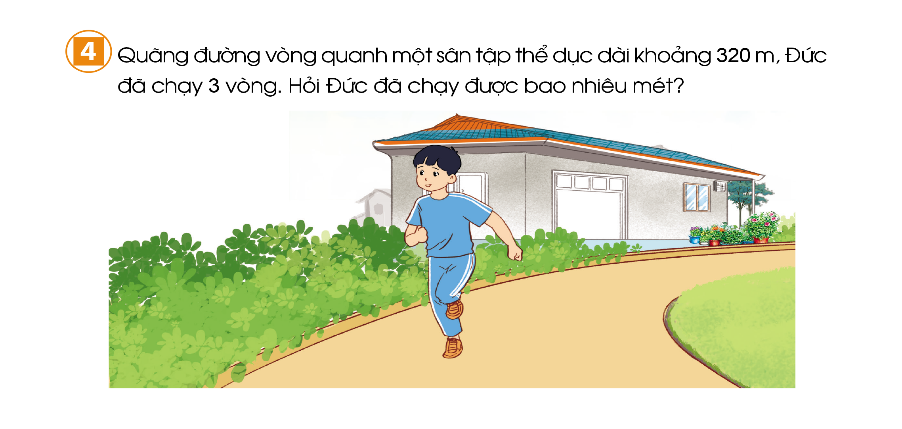 4 Quãng đường vòng quanh một sân tập thể dục dài khoảng 320 m, Đức
đã chạy 3 vòng. Hỏi Đức đã chạy được bao nhiêu mét?